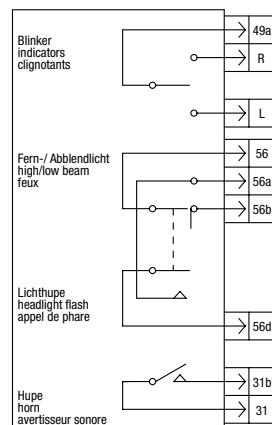 Blinker
indicators
clignotants
49a
R
L
Fern-/ Abblendlicht
high/low beam
feux
56
56a
56b
Lichthupe
headlight flash
appel de phare
56d
Hupe
horn
avertisseur sonore
31b
31